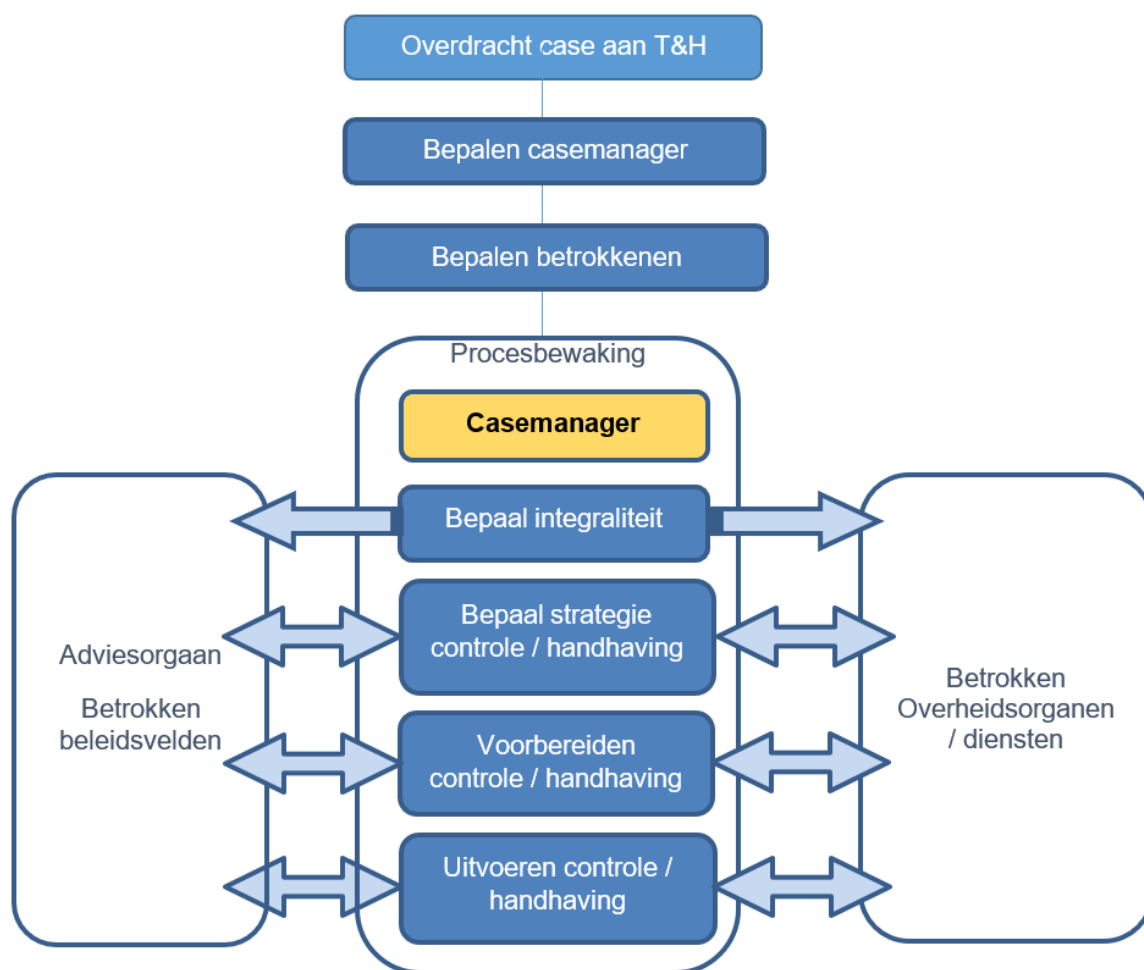 Overdracht case aan T&H
Bepalen casemanager
Bepalen betrokkenen
Procesbewaking
Casemanager
Bepaal integraliteit
Bepaal strategie
controle / handhaving
Voorbereiden
controle / handhaving
Uitvoeren controle /
handhaving
Adviesorgaan
Betrokken
beleidsvelden
Betrokken
Overheidsorganen
/ diensten